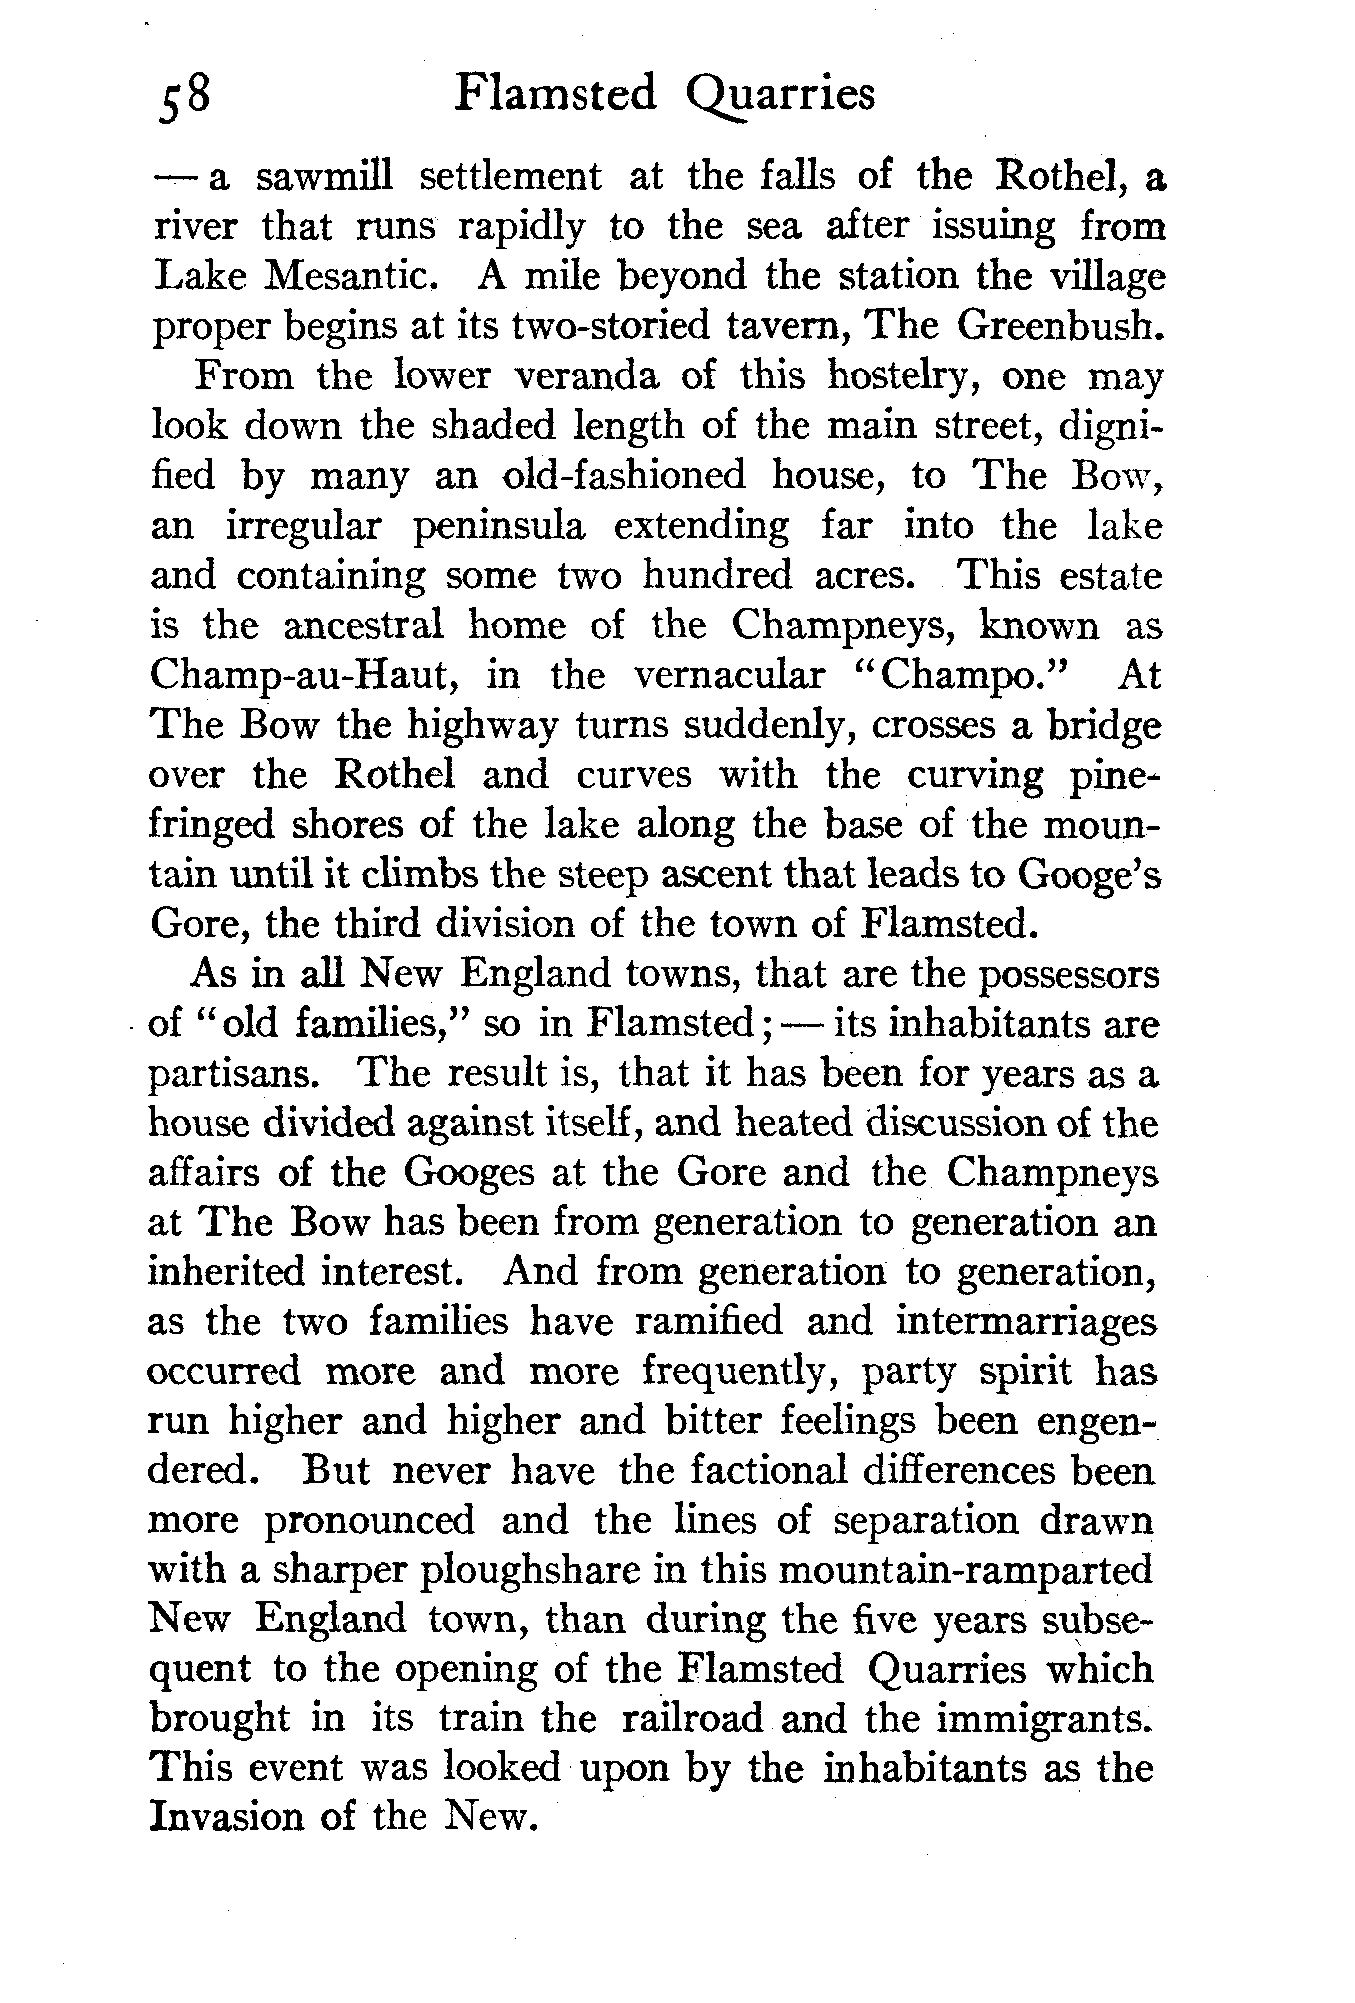 58 Flamsted Quarries
— a sawmill settlement at the falls of the Rothel, a
river that runs rapidly to the sea after issuing from
Lake Mesantic. A mile beyond the station the village
proper begins at its two-storied tavern, The Greenbush.
From the lower veranda of this hostelry, one may
look down the shaded length of the main street, digni-
fied by many an old-fashioned house, to The Bow,
an irregular peninsula extending far into the lake
and containing some two hundred acres. This estate
is the ancestral home of the Champneys, known as
Champ-au-Haut, in the vernacular "Champo." At
The Bow the highway turns suddenly, crosses a bridge
over the Rothel and curves with the curving pine-
fringed shores of the lake along the base of the moun-
tain until it climbs the steep ascent that leads to Googe's
Gore, the third division of the town of Flamsted.
As in all New England towns, that are the possessors
of "old families," so in Flamsted; — its inhabitants are
partisans. The result is, that it has been for years as a
house divided against itself, and heated discussion of the
affairs of the Googes at the Gore and the Champneys
at The Bow has been from generation to generation an
inherited interest. And from generation to generation,
as the two families have ramified and intermarriages
occurred more and more frequently, party spirit has
run higher and higher and bitter feelings been engen-
dered. But never have the factional differences been
more pronounced and the lines of separation drawn
with a sharper ploughshare in this mountain-ramparted
New England town, than during the five years subse-
quent to the opening of the Flamsted Quarries which
brought in its train the railroad and the immigrants.
This event was looked upon by the inhabitants as the
Invasion of the New.